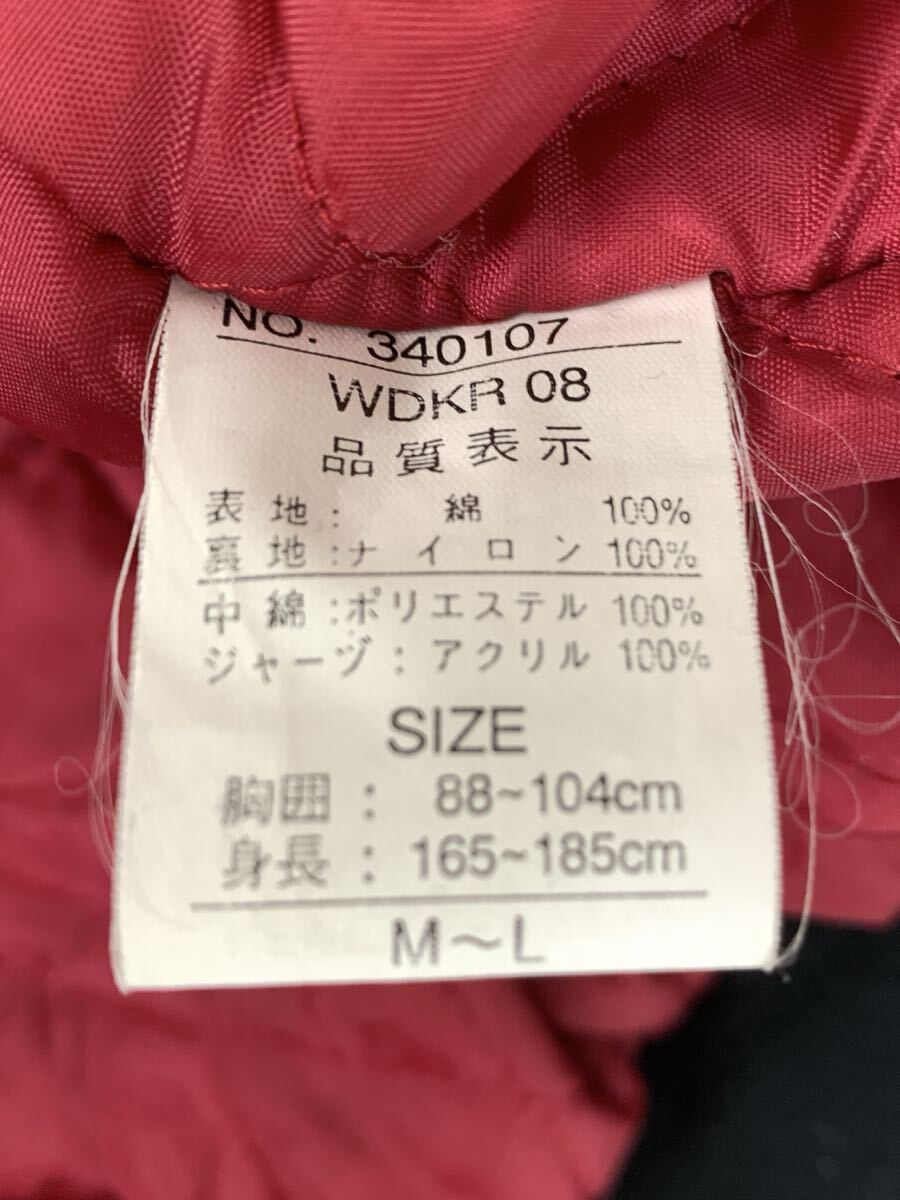 NO. 340107
WDKR 08
品質表示
表地: 綿 100%
裏地:ナイロン 100%
中綿:ポリエステル 100%
ジャーヅ: アクリル 100%
SIZE
胸囲: 88~104cm
身長: 165~185cm
M~L